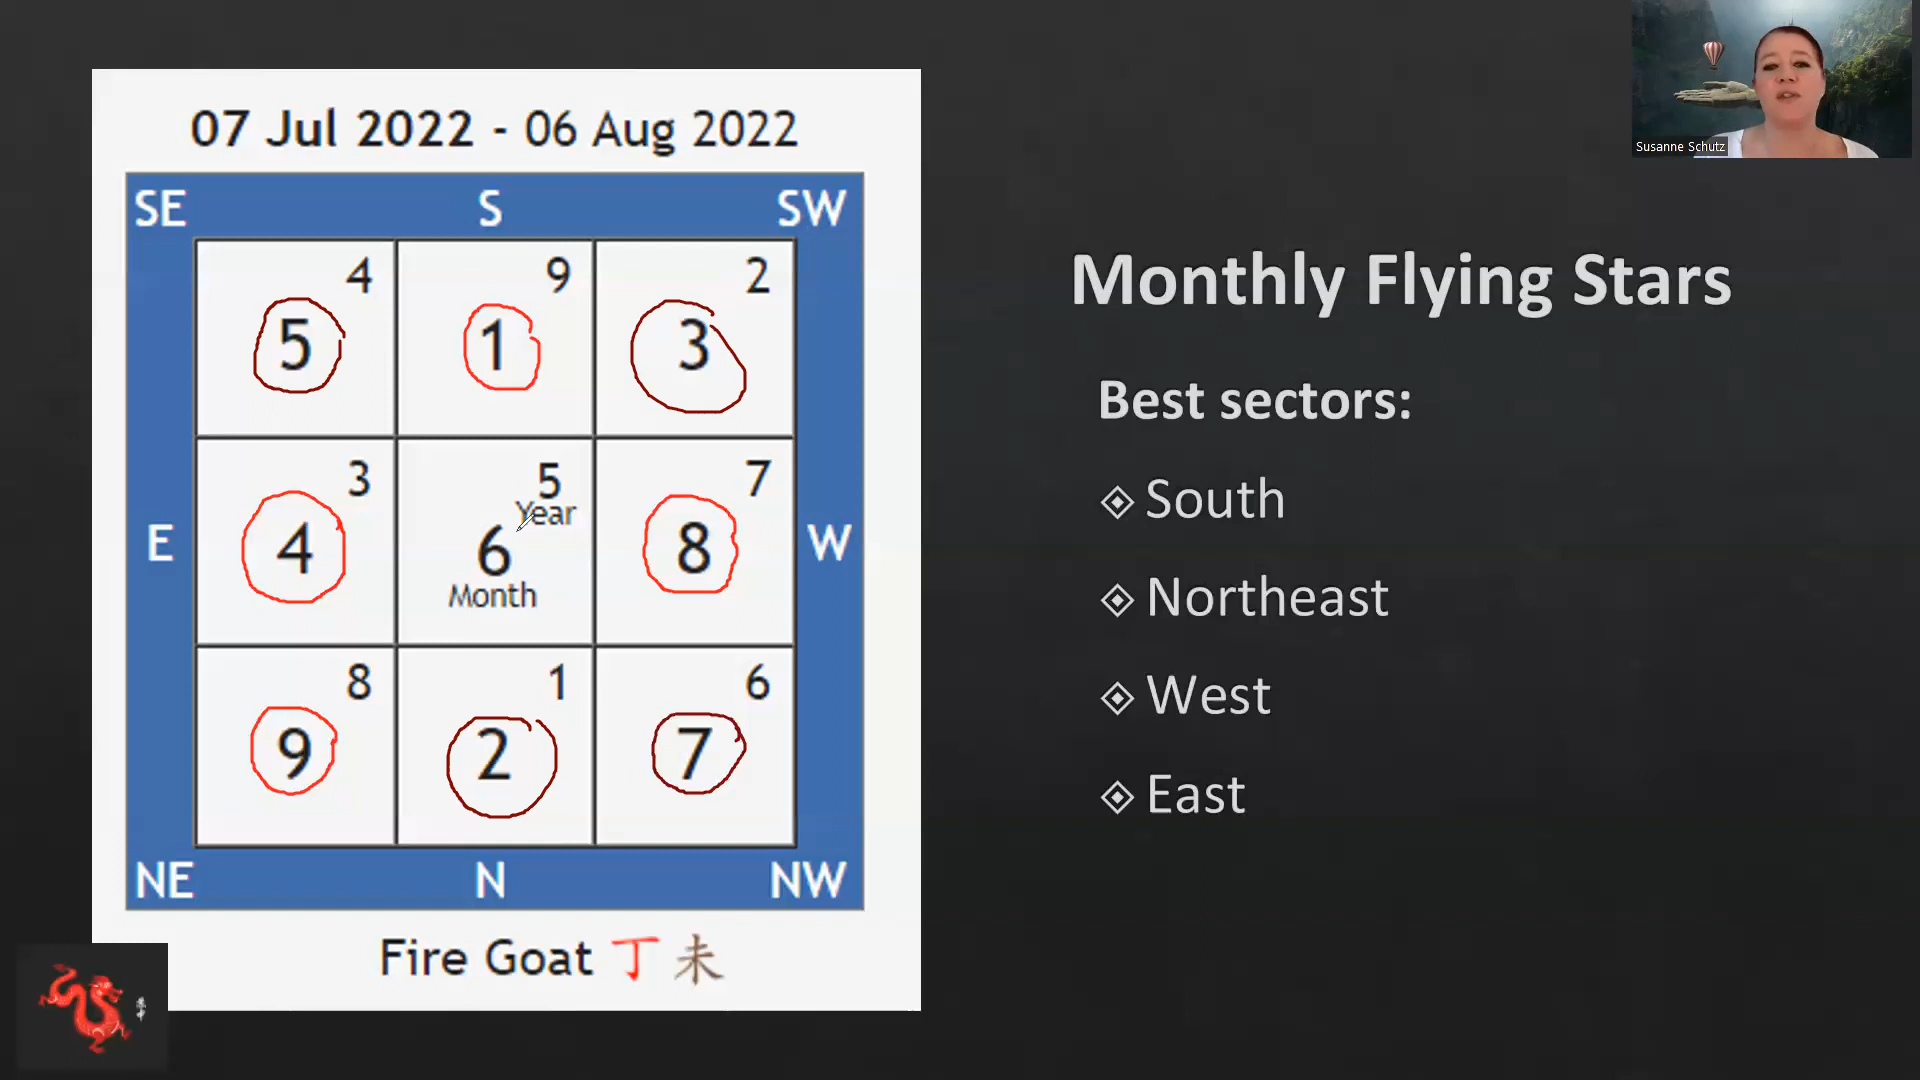 07 Jul 2022 - 06 Aug 2022
SE S SW
4 9 2
5 1 3
3 5 7
Year
E 4 6 8 W
Month
8 1 6
9 2 7
NE N NW
Fire Goat 丁 未
Monthly Flying Stars
Best sectors:
South
Northeast
West
East
Susanne Schutz